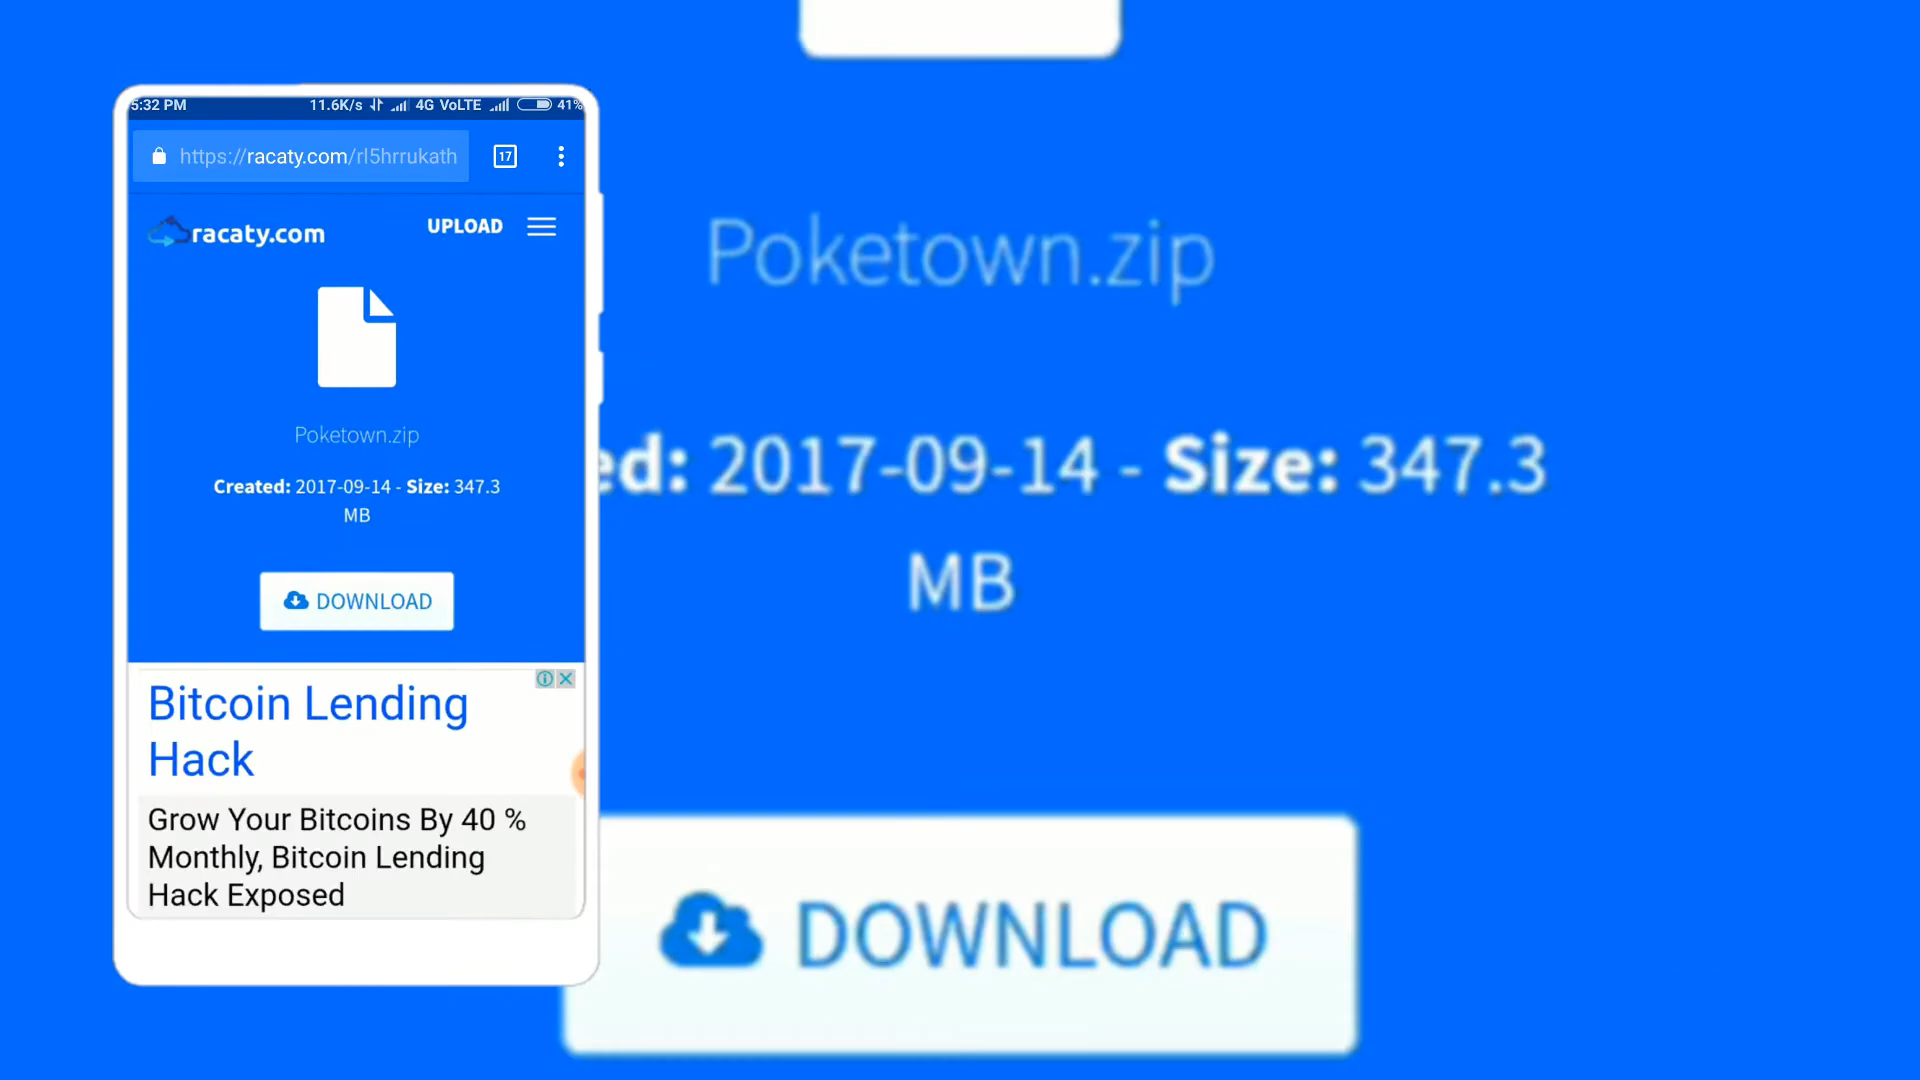 5:32 PM 11.6K/s 4G VoLTE 41%
https://racaty.com/rl5hrrukath 17
racaty.com UPLOAD
Poketown.zip
Created: 2017-09-14 - Size: 347.3
MB
DOWNLOAD
Bitcoin Lending
Hack
Grow Your Bitcoins By 40 %
Monthly, Bitcoin Lending
Hack Exposed
Poketown.zip
ed: 2017-09-14 - Size: 347.3
MB
DOWNLOAD